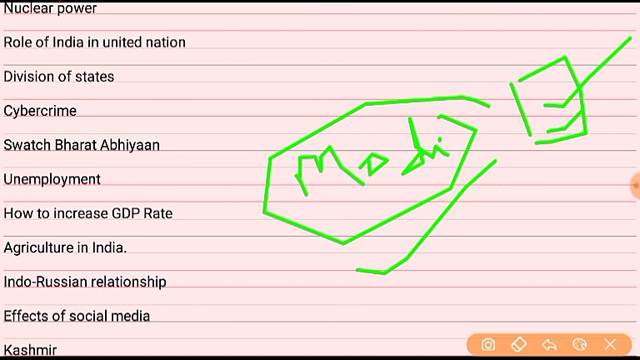 Nuclear power
Role of India in united nation
Division of states
Cybercrime
Swatch Bharat Abhiyaan
Unemployment
How to increase GDP Rate
Agriculture in India.
Indo-Russian relationship
Effects of social media
Kashmir
Modi